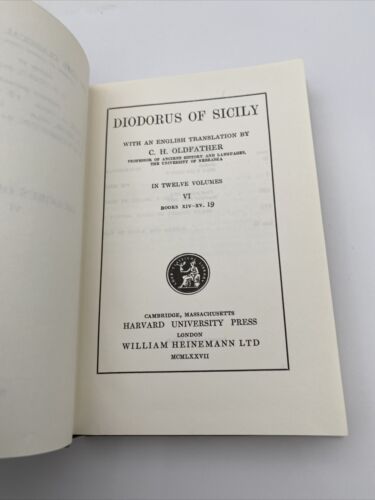 DIODORUS OF SICILY
WITH AN ENGLISH TRANSLATION BY
C. H. OLDFATHER
PROFESSOR OF ANCIENT HISTORY AND LANGUAGES,
THE UNIVERSITY OF NEBRASKA
IN TWELVE VOLUMES
VI
BOOKS XIV–XV. 19
CAMBRIDGE, MASSACHUSETTS
HARVARD UNIVERSITY PRESS
LONDON
WILLIAM HEINEMANN LTD
MCMLXXVII